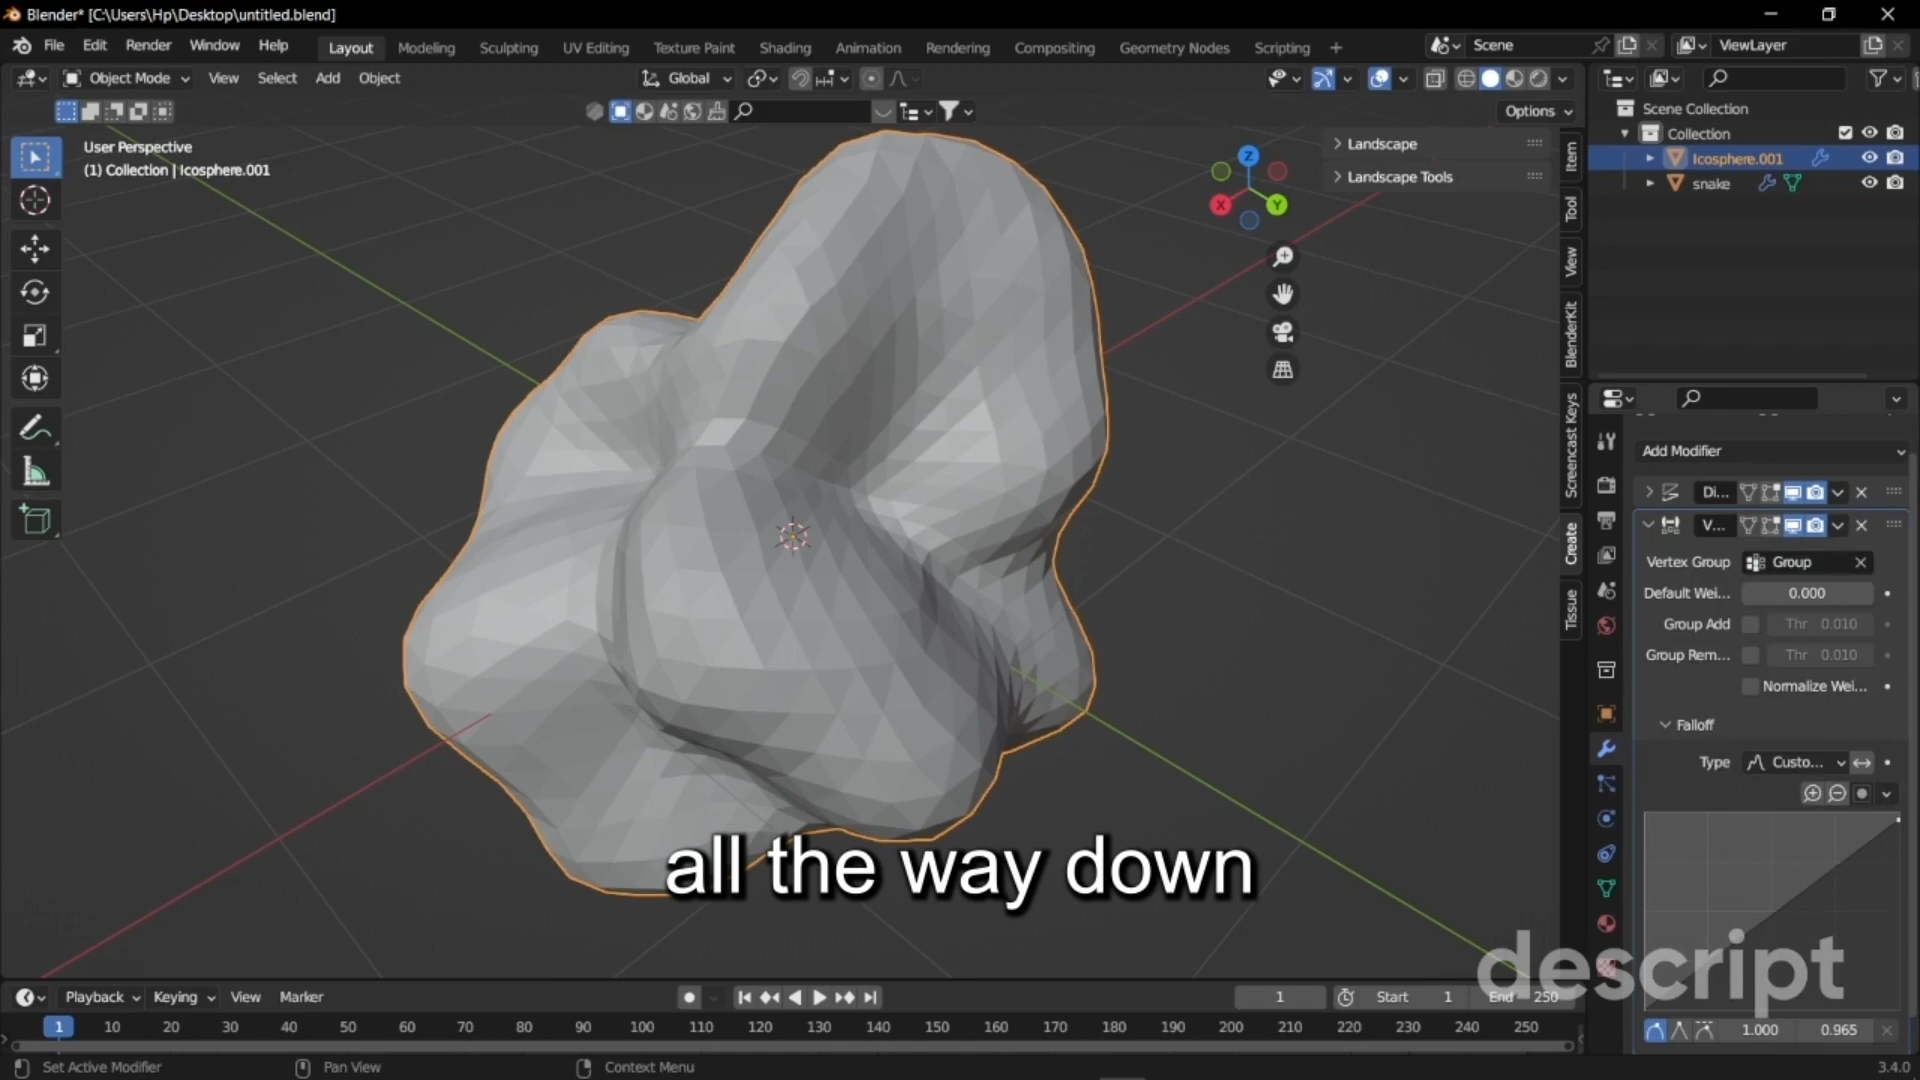 Blender* [C:\Users\Hp\Desktop\untitled.blend]
File Edit Render Window Help Layout Modeling Sculpting UV Editing Texture Paint Shading Animation Rendering Compositing Geometry Nodes Scripting + Scene ViewLayer
Object Mode View Select Add Object Global
Options
User Perspective
(1) Collection | Icosphere.001
Landscape
Landscape Tools
Z
X
Y
Item
Tool
View
BlenderKit
Screencast Keys
Create
Tissue
Scene Collection
Collection
Icosphere.001
snake
Add Modifier
Di...
V...
Vertex Group Group
Default Wei... 0.000
Group Add Thr 0.010
Group Rem... Thr 0.010
Normalize Wei...
Falloff
Type Custo...
all the way down
descript
1.000 0.965
Playback Keying View Marker 1 Start 1 End 250
1 10 20 30 40 50 60 70 80 90 100 110 120 130 140 150 160 170 180 190 200 210 220 230 240 250
Set Active Modifier Pan View Context Menu 3.4.0